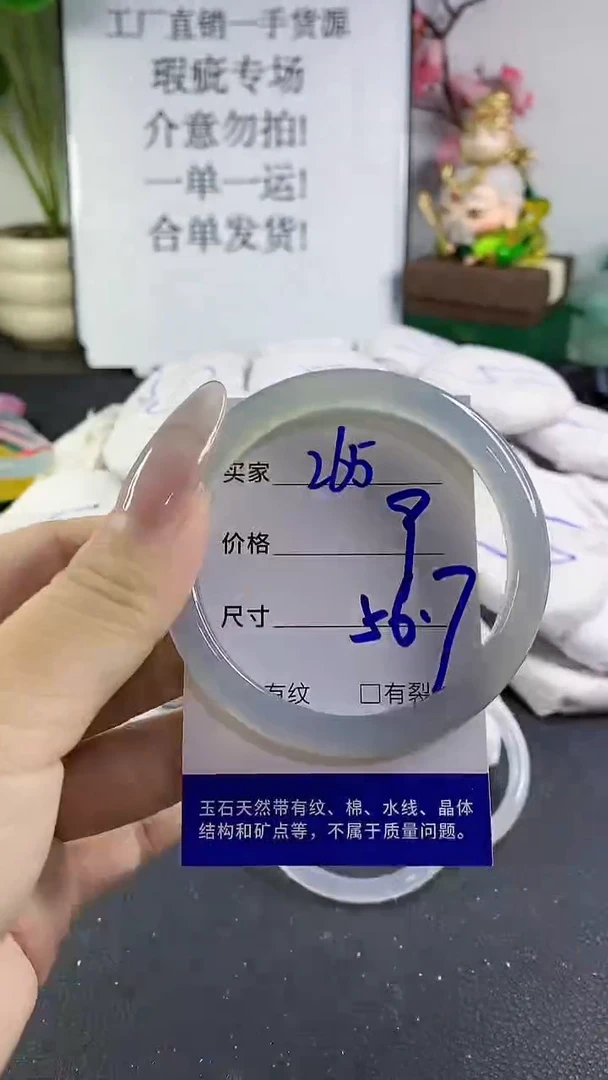 工厂直销一手货源
瑕疵专场
介意勿拍!
一单一运!
合单发货!
买家 265
价格
尺寸 56.7
有纹 □有裂
玉石天然带有纹、棉、水线、晶体
结构和矿点等，不属于质量问题。